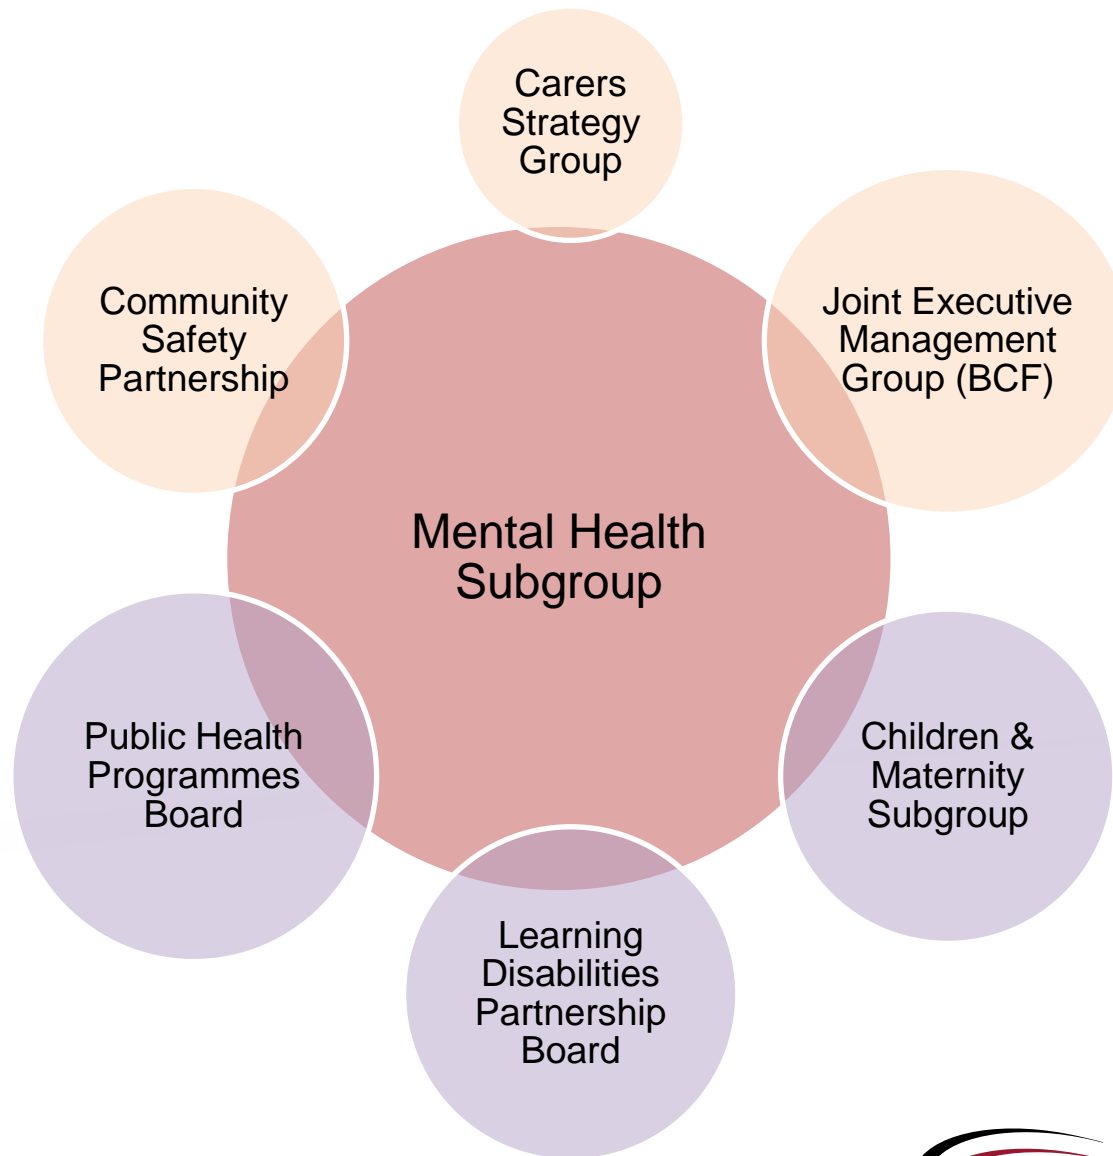 Carers
Strategy
Group
Community
Safety
Partnership
Joint Executive
Management
Group (BCF)
Mental Health
Subgroup
Public Health
Programmes
Board
Children &
Maternity
Subgroup
Learning
Disabilities
Partnership
Board